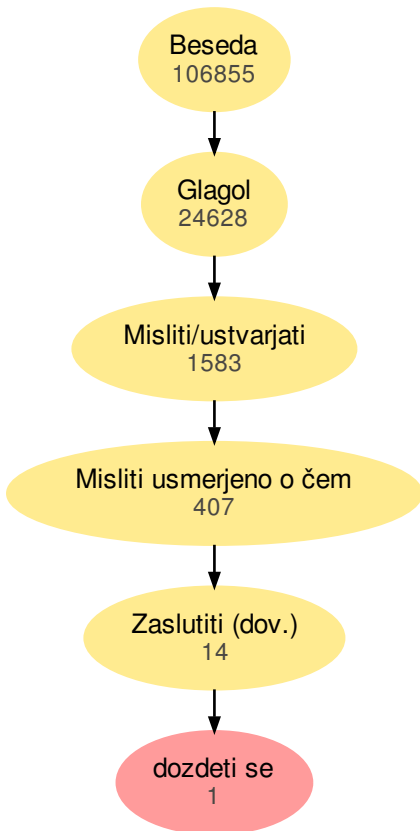 Beseda
106855
Glagol
24628
Misliti/ustvarjati
1583
Misliti usmerjeno o čem
407
Zaslutiti (dov.)
14
dozdeti se
1